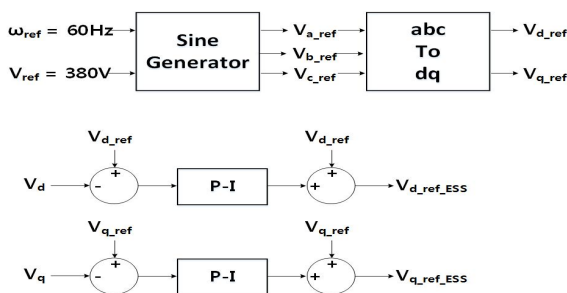 ω_ref = 60Hz
V_ref = 380V
Sine
Generator
V_a_ref
V_b_ref
V_c_ref
abc
To
dq
V_d_ref
V_q_ref
V_d_ref
V_d_ref
V_d
+
-
P-I
+
+
V_d_ref_ESS
V_q_ref
V_q_ref
V_q
+
-
P-I
+
+
V_q_ref_ESS